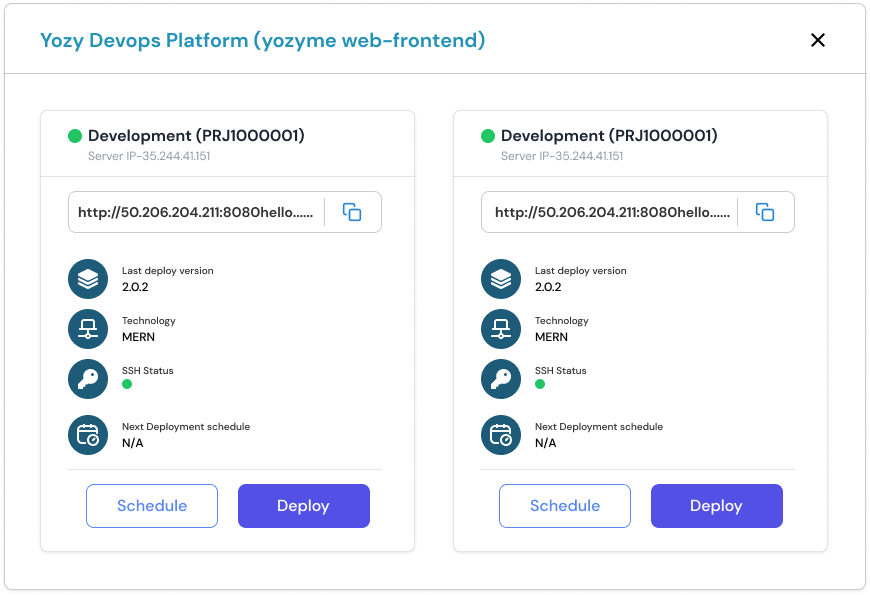 Yozy Devops Platform (yozyme web-frontend)
Development (PRJ1000001)
Server IP-35.244.41.151
http://50.206.204.211:8080hello......
Last deploy version
2.0.2
Technology
MERN
SSH Status
Next Deployment schedule
N/A
Schedule
Deploy
Development (PRJ1000001)
Server IP-35.244.41.151
http://50.206.204.211:8080hello......
Last deploy version
2.0.2
Technology
MERN
SSH Status
Next Deployment schedule
N/A
Schedule
Deploy